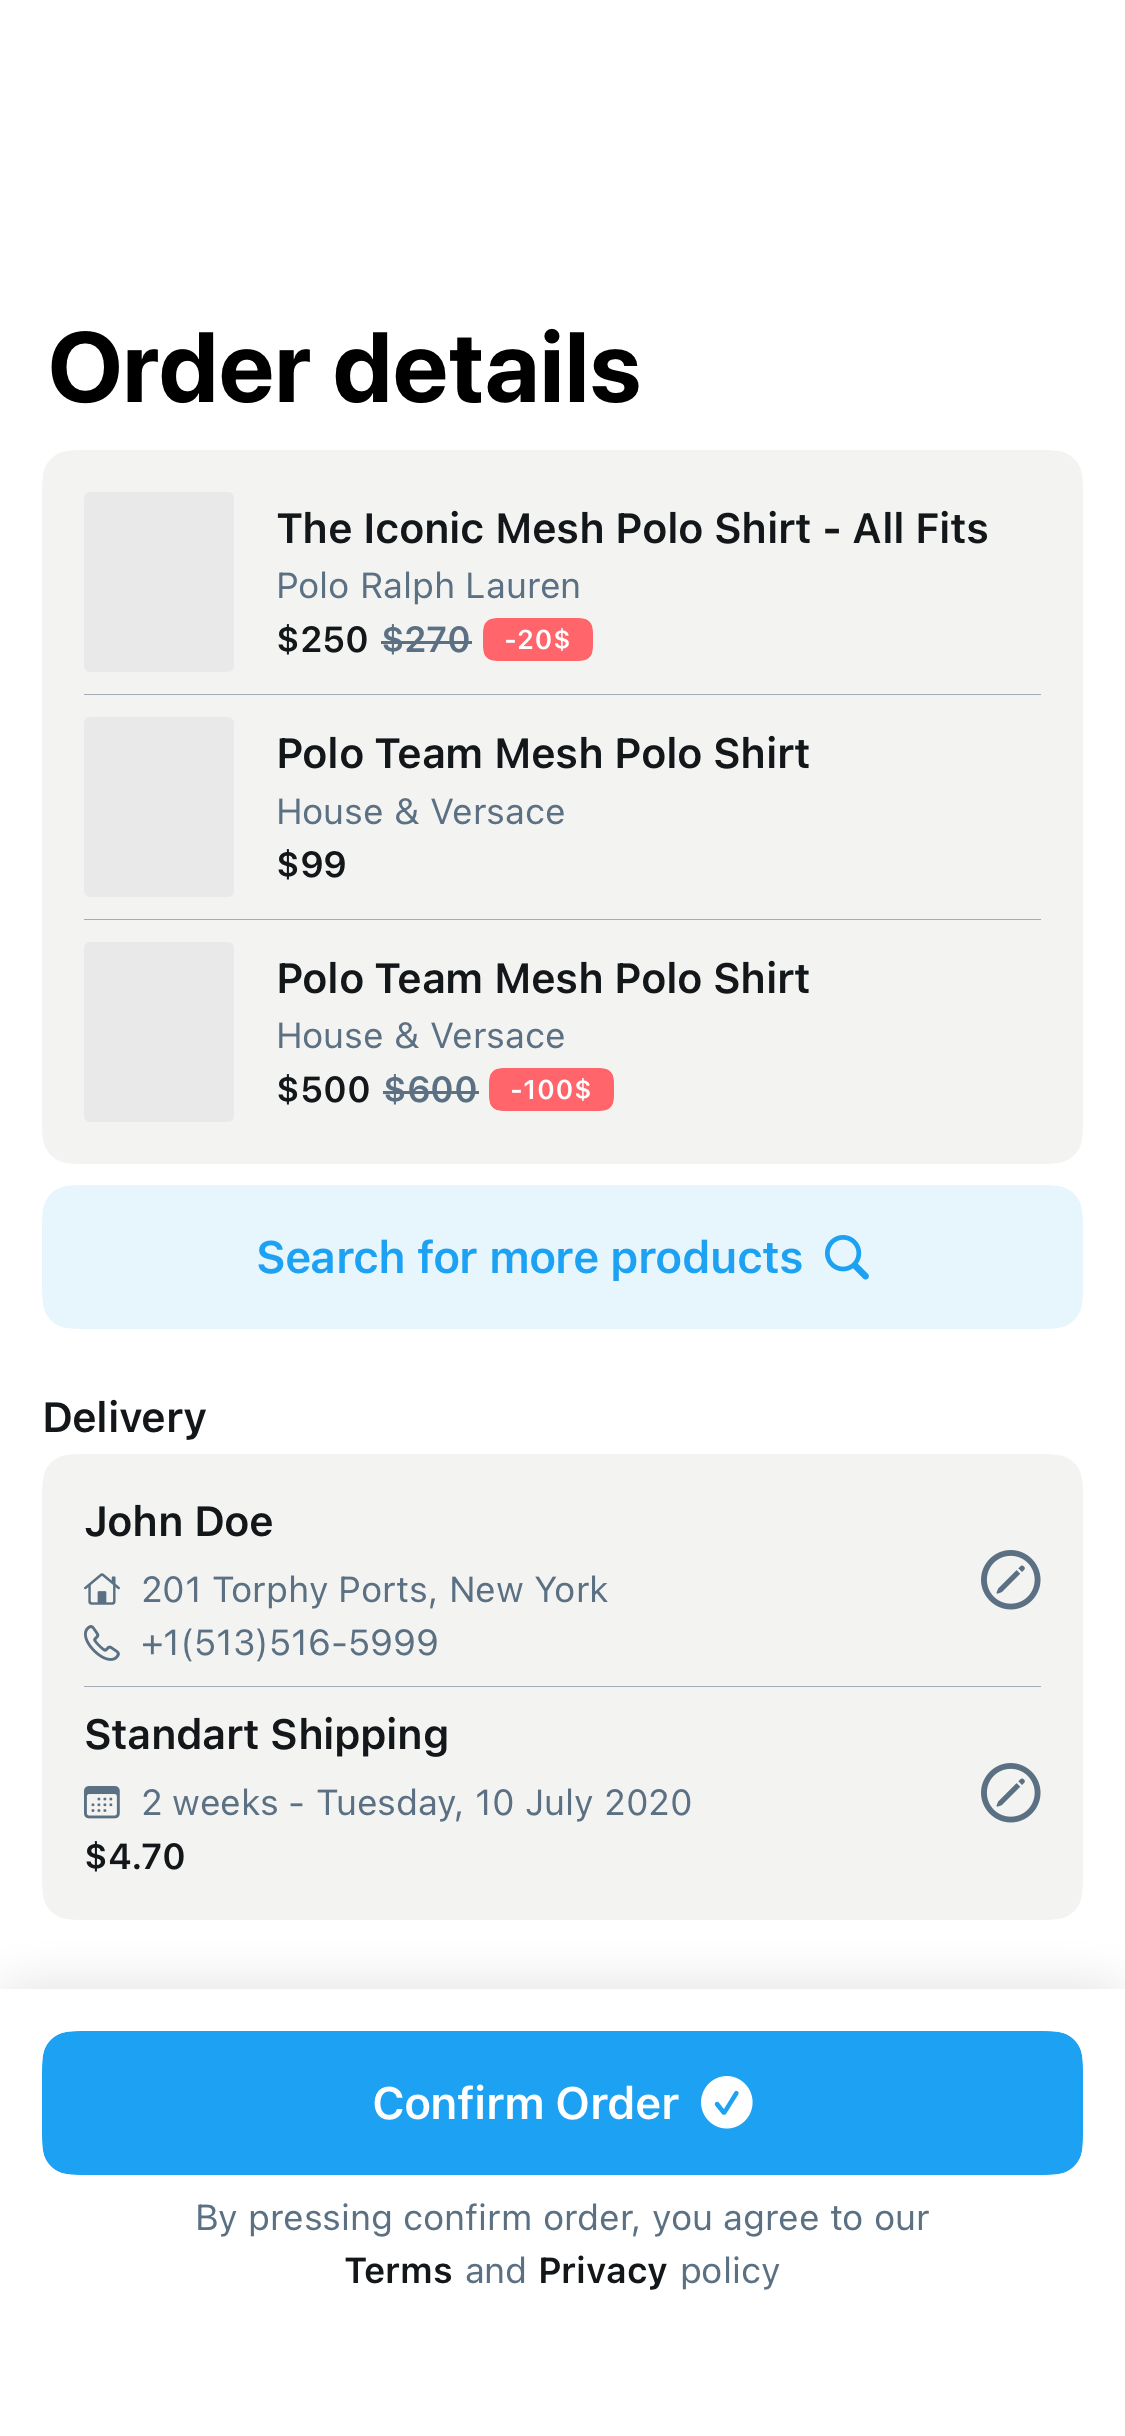 Order details
The Iconic Mesh Polo Shirt - All Fits
Polo Ralph Lauren
$250 $270 -20$
Polo Team Mesh Polo Shirt
House & Versace
$99
Polo Team Mesh Polo Shirt
House & Versace
$500 $600 -100$
Search for more products
Delivery
John Doe
201 Torphy Ports, New York
+1(513)516-5999
Standart Shipping
2 weeks - Tuesday, 10 July 2020
$4.70
Confirm Order
By pressing confirm order, you agree to our
Terms and Privacy policy